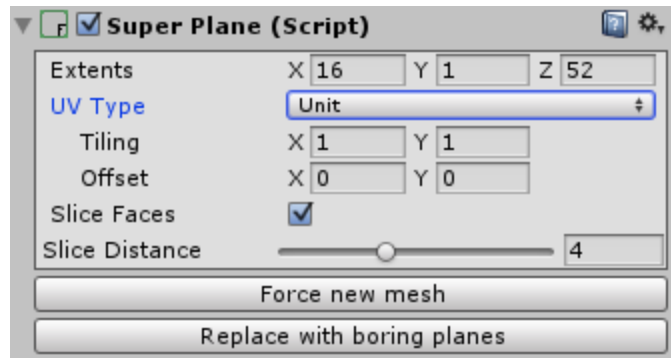 F Super Plane (Script)
Extents X 16 Y 1 Z 52
UV Type Unit
Tiling X 1 Y 1
Offset X 0 Y 0
Slice Faces
Slice Distance 4
Force new mesh
Replace with boring planes